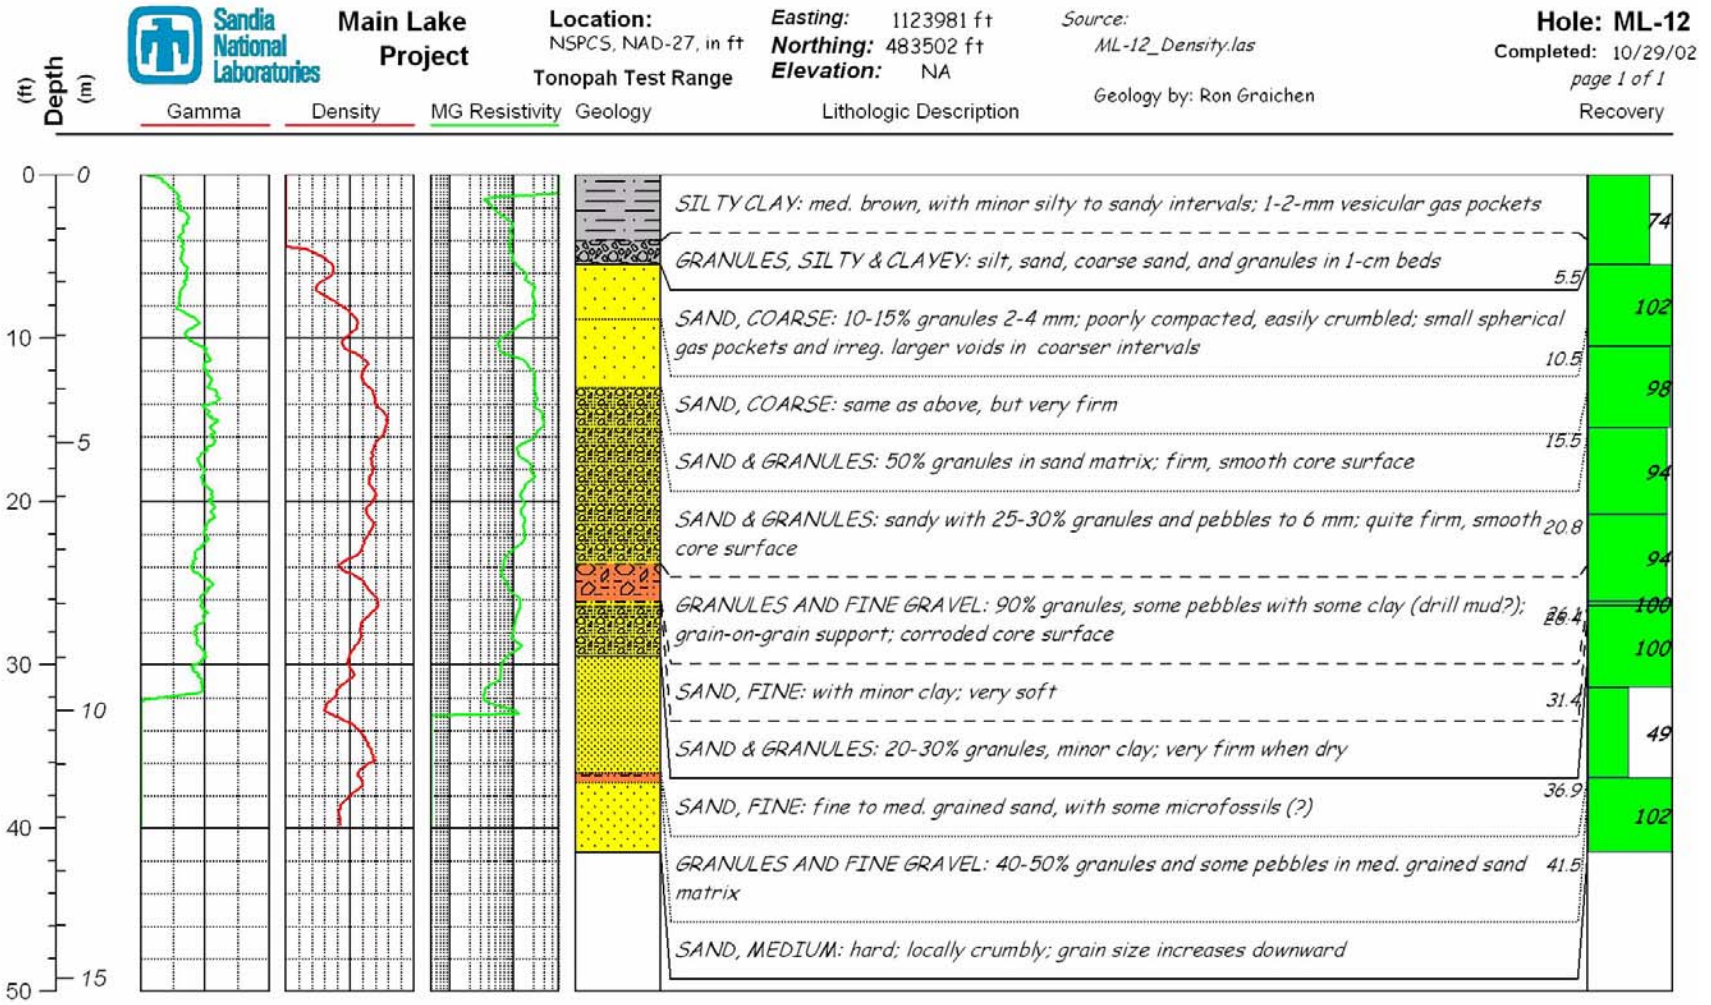 Sandia
National
Laboratories
Main Lake
Project
Location:
NSPCS, NAD-27, in ft
Tonopah Test Range
Easting: 1123981 ft
Northing: 483502 ft
Elevation: NA
Source:
ML-12_Density.las
Geology by: Ron Graichen
Hole: ML-12
Completed: 10/29/02
page 1 of 1
(ft)
Depth
(m)
Gamma
Density
MG Resistivity
Geology
Lithologic Description
Recovery
0
0
SILTY CLAY: med. brown, with minor silty to sandy intervals; 1-2-mm vesicular gas pockets
74
GRANULES, SILTY & CLAYEY: silt, sand, coarse sand, and granules in 1-cm beds
5.5
102
SAND, COARSE: 10-15% granules 2-4 mm; poorly compacted, easily crumbled; small spherical
gas pockets and irreg. larger voids in coarser intervals
10
10.5
98
SAND, COARSE: same as above, but very firm
5
15.5
SAND & GRANULES: 50% granules in sand matrix; firm, smooth core surface
94
20
SAND & GRANULES: sandy with 25-30% granules and pebbles to 6 mm; quite firm, smooth
20.8
core surface
94
GRANULES AND FINE GRAVEL: 90% granules, some pebbles with some clay (drill mud?);
26.1
26.4
100
grain-on-grain support; corroded core surface
100
30
SAND, FINE: with minor clay; very soft
31.4
10
49
SAND & GRANULES: 20-30% granules, minor clay; very firm when dry
36.9
SAND, FINE: fine to med. grained sand, with some microfossils (?)
102
40
GRANULES AND FINE GRAVEL: 40-50% granules and some pebbles in med. grained sand
41.5
matrix
SAND, MEDIUM: hard; locally crumbly; grain size increases downward
15
50